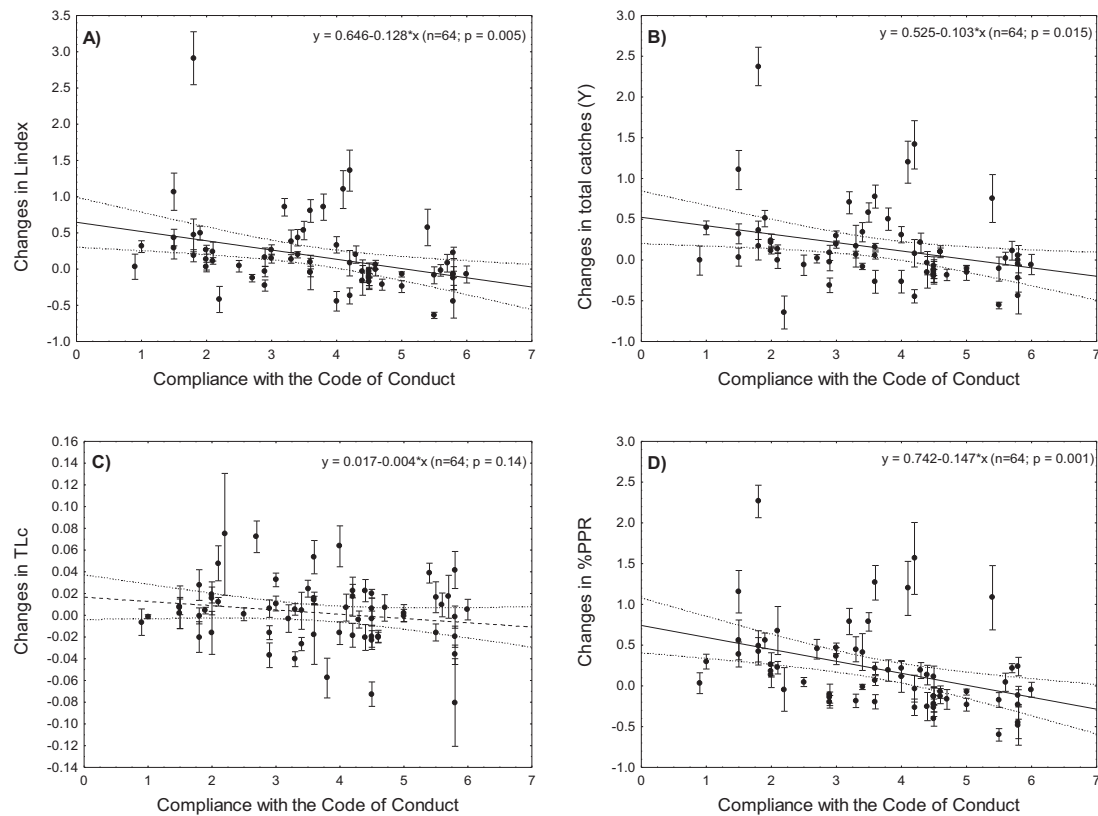 A)
y = 0.646-0.128*x (n=64; p = 0.005)
Changes in Lindex
3.5
3.0
2.5
2.0
1.5
1.0
0.5
0.0
-0.5
-1.0
0 1 2 3 4 5 6 7
Compliance with the Code of Conduct
B)
y = 0.525-0.103*x (n=64; p = 0.015)
Changes in total catches (Y)
3.0
2.5
2.0
1.5
1.0
0.5
0.0
-0.5
-1.0
0 1 2 3 4 5 6 7
Compliance with the Code of Conduct
C)
y = 0.017-0.004*x (n=64; p = 0.14)
Changes in TLc
0.16
0.14
0.12
0.10
0.08
0.06
0.04
0.02
0.00
-0.02
-0.04
-0.06
-0.08
-0.10
-0.12
-0.14
0 1 2 3 4 5 6 7
Compliance with the Code of Conduct
D)
y = 0.742-0.147*x (n=64; p = 0.001)
Changes in %PPR
3.0
2.5
2.0
1.5
1.0
0.5
0.0
-0.5
-1.0
0 1 2 3 4 5 6 7
Compliance with the Code of Conduct